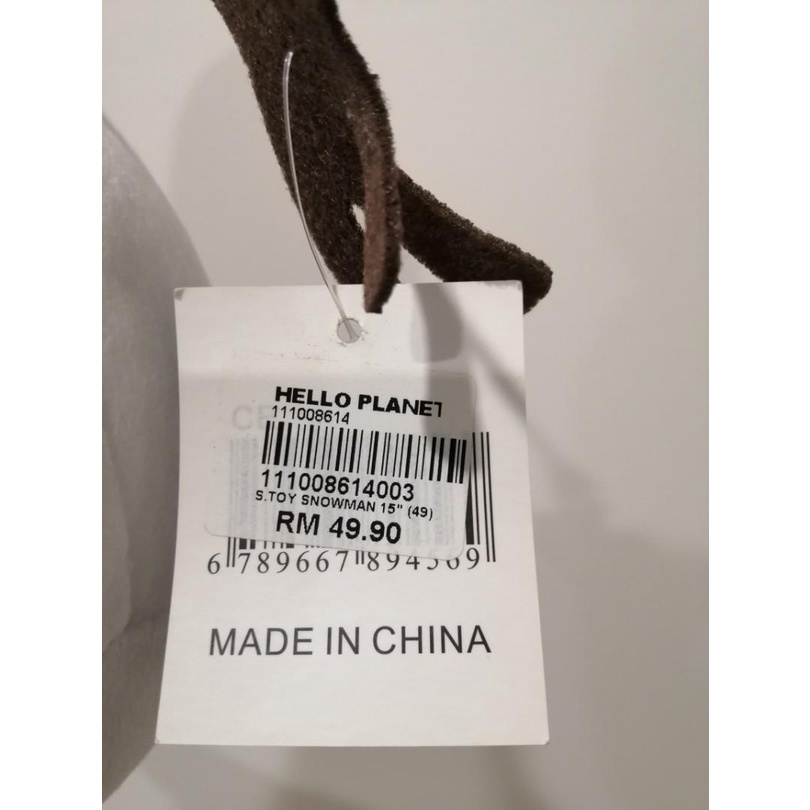 HELLO PLANET
111008614
111008614003
S.TOY SNOWMAN 15" (49)
RM 49.90
6 789667 894569
MADE IN CHINA